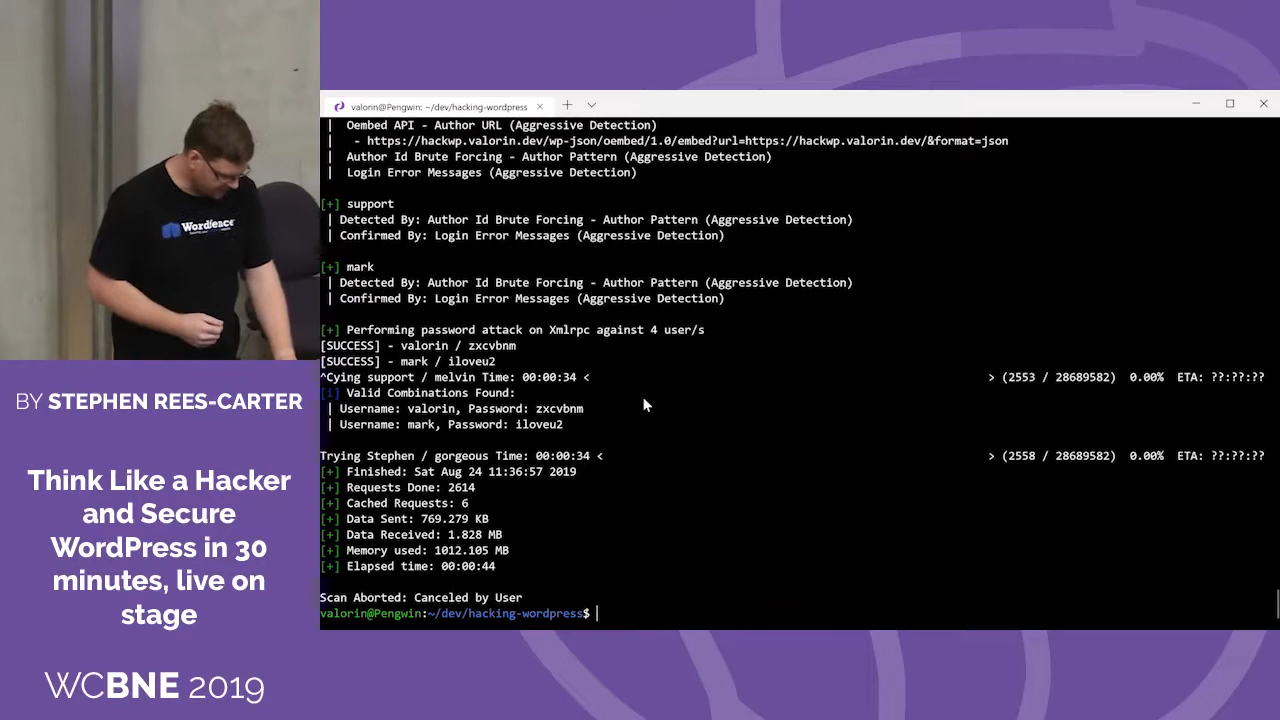 valorin@Pengwin: ~/dev/hacking-wordpress
| Oembed API - Author URL (Aggressive Detection)
| - https://hackwp.valorin.dev/wp-json/oembed/1.0/embed?url=https://hackwp.valorin.dev/&format=json
| Author Id Brute Forcing - Author Pattern (Aggressive Detection)
| Login Error Messages (Aggressive Detection)
[+] support
| Detected By: Author Id Brute Forcing - Author Pattern (Aggressive Detection)
| Confirmed By: Login Error Messages (Aggressive Detection)
[+] mark
| Detected By: Author Id Brute Forcing - Author Pattern (Aggressive Detection)
| Confirmed By: Login Error Messages (Aggressive Detection)
[+] Performing password attack on Xmlrpc against 4 user/s
[SUCCESS] - valorin / zxcvbnm
[SUCCESS] - mark / iloveu2
^Cying support / melvin Time: 00:00:34 < > (2553 / 28689582) 0.00% ETA: ??:??:??
[i] Valid Combinations Found:
| Username: valorin, Password: zxcvbnm
| Username: mark, Password: iloveu2
Trying Stephen / gorgeous Time: 00:00:34 < > (2558 / 28689582) 0.00% ETA: ??:??:??
[+] Finished: Sat Aug 24 11:36:57 2019
[+] Requests Done: 2614
[+] Cached Requests: 6
[+] Data Sent: 769.279 KB
[+] Data Received: 1.828 MB
[+] Memory used: 1012.105 MB
[+] Elapsed time: 00:00:44
Scan Aborted: Canceled by User
valorin@Pengwin:~/dev/hacking-wordpress$
Wordfence
BY STEPHEN REES-CARTER
Think Like a Hacker
and Secure
WordPress in 30
minutes, live on
stage
WCBNE 2019